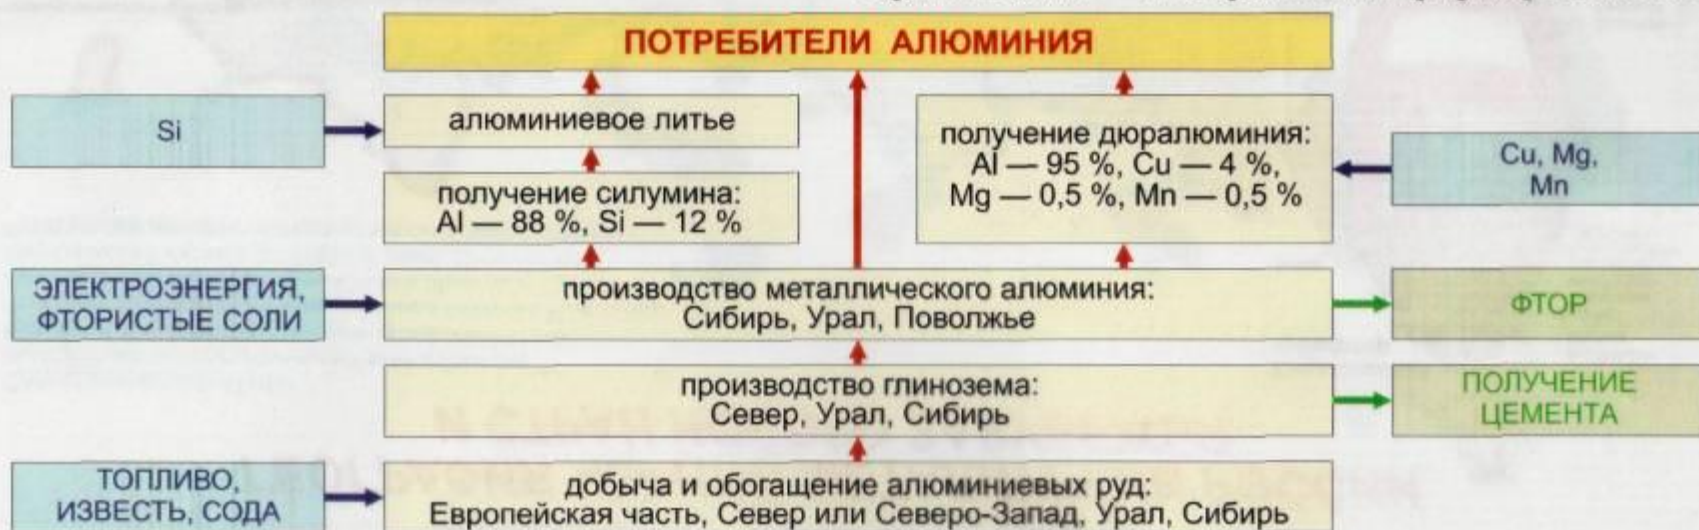 ПОТРЕБИТЕЛИ АЛЮМИНИЯ
Si
алюминиевое литье
получение дюралюминия:
Al — 95 %, Cu — 4 %,
Mg — 0,5 %, Mn — 0,5 %
Cu, Mg,
Mn
получение силумина:
Al — 88 %, Si — 12 %
ЭЛЕКТРОЭНЕРГИЯ,
ФТОРИСТЫЕ СОЛИ
производство металлического алюминия:
Сибирь, Урал, Поволжье
ФТОР
производство глинозема:
Север, Урал, Сибирь
ПОЛУЧЕНИЕ
ЦЕМЕНТА
ТОПЛИВО,
ИЗВЕСТЬ, СОДА
добыча и обогащение алюминиевых руд:
Европейская часть, Север или Северо-Запад, Урал, Сибирь